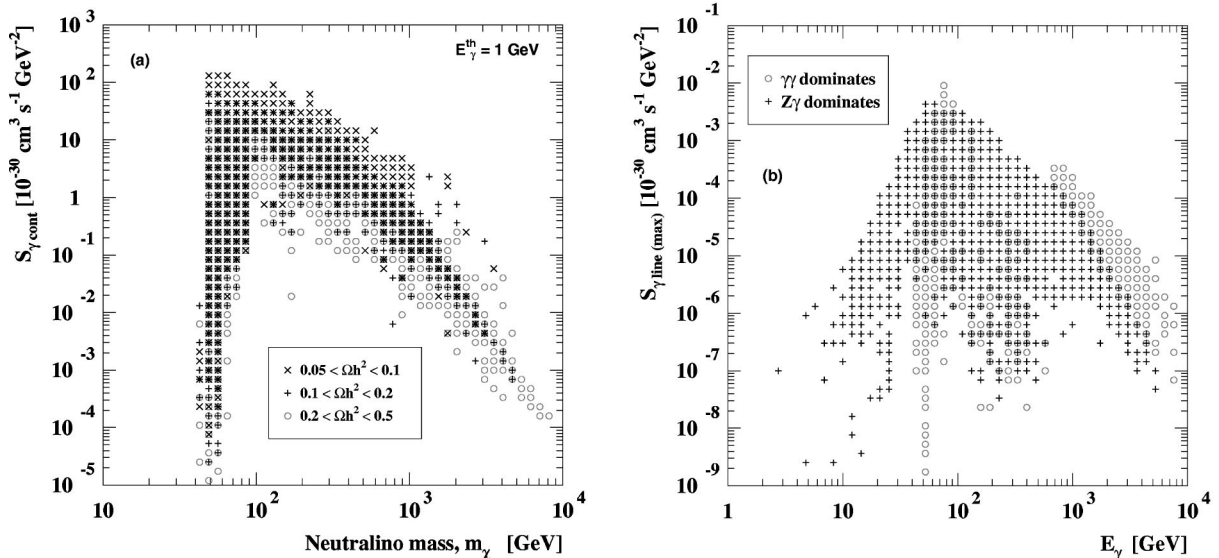 (a)
E_γ^th = 1 GeV
S_γ cont [10^-30 cm^3 s^-1 GeV^-2]
10^3
10^2
10
1
10^-1
10^-2
10^-3
10^-4
10^-5
× 0.05 < Ωh^2 < 0.1
+ 0.1 < Ωh^2 < 0.2
○ 0.2 < Ωh^2 < 0.5
10 10^2 10^3 10^4
Neutralino mass, m_γ [GeV]
S_γ line (max) [10^-30 cm^3 s^-1 GeV^-2]
10^-1
10^-2
10^-3
10^-4
10^-5
10^-6
10^-7
10^-8
10^-9
○ γγ dominates
+ Zγ dominates
(b)
1 10 10^2 10^3 10^4
E_γ [GeV]